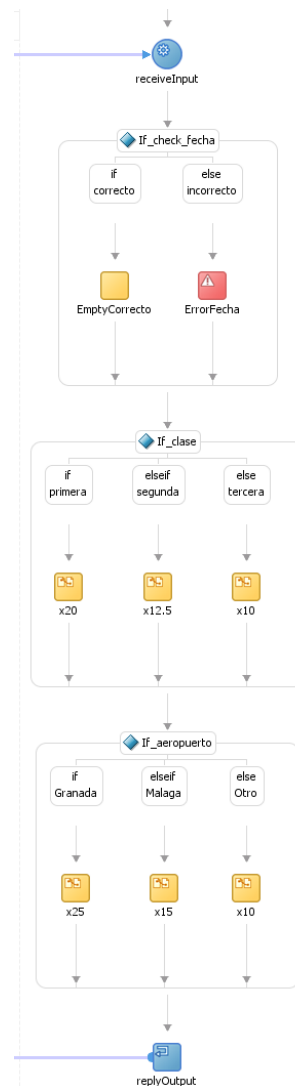 receiveInput
If_check_fecha
if
correcto
else
incorrecto
EmptyCorrecto
ErrorFecha
If_clase
if
primera
elseif
segunda
else
tercera
x20
x12.5
x10
If_aeropuerto
if
Granada
elseif
Malaga
else
Otro
x25
x15
x10
replyOutput